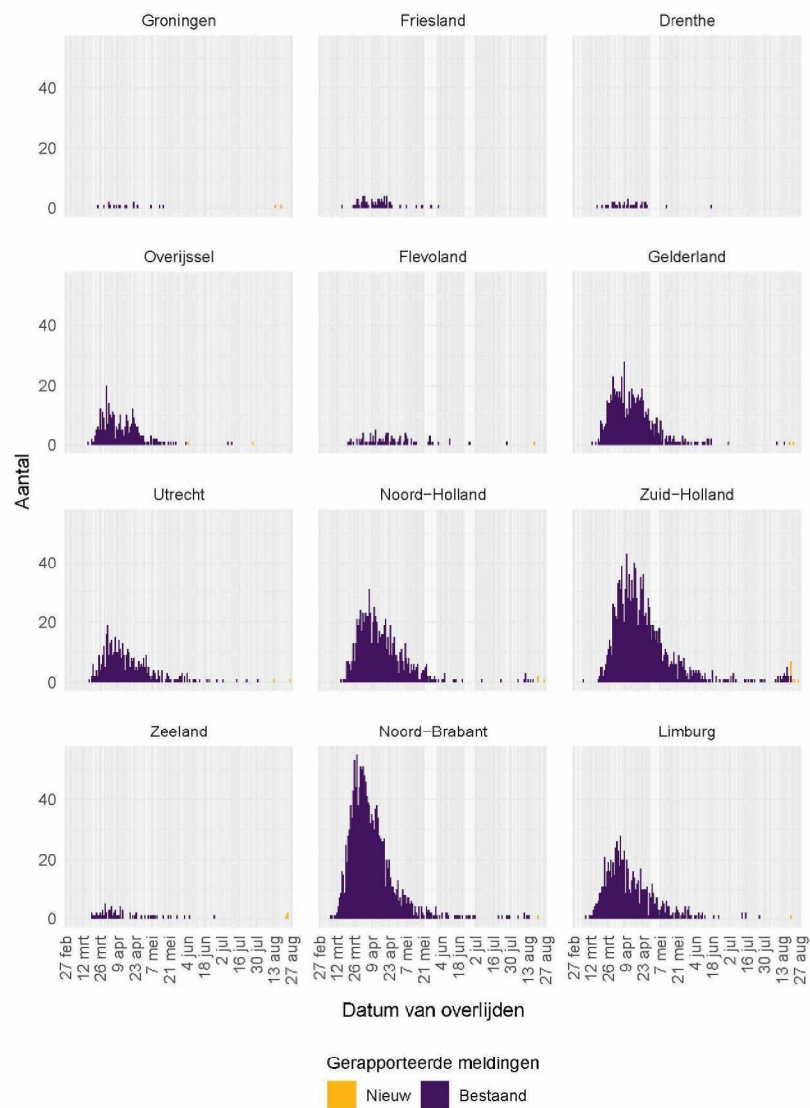 Groningen
Friesland
Drenthe
40
20
0
Overijssel
Flevoland
Gelderland
40
20
0
Aantal
Utrecht
Noord-Holland
Zuid-Holland
40
20
0
Zeeland
Noord-Brabant
Limburg
40
20
0
27 feb
12 mrt
26 mrt
9 apr
23 apr
7 mei
21 mei
4 jun
18 jun
2 jul
16 jul
30 jul
13 aug
27 aug
27 feb
12 mrt
26 mrt
9 apr
23 apr
7 mei
21 mei
4 jun
18 jun
2 jul
16 jul
30 jul
13 aug
27 aug
27 feb
12 mrt
26 mrt
9 apr
23 apr
7 mei
21 mei
4 jun
18 jun
2 jul
16 jul
30 jul
13 aug
27 aug
Datum van overlijden
Gerapporteerde meldingen
Nieuw
Bestaand